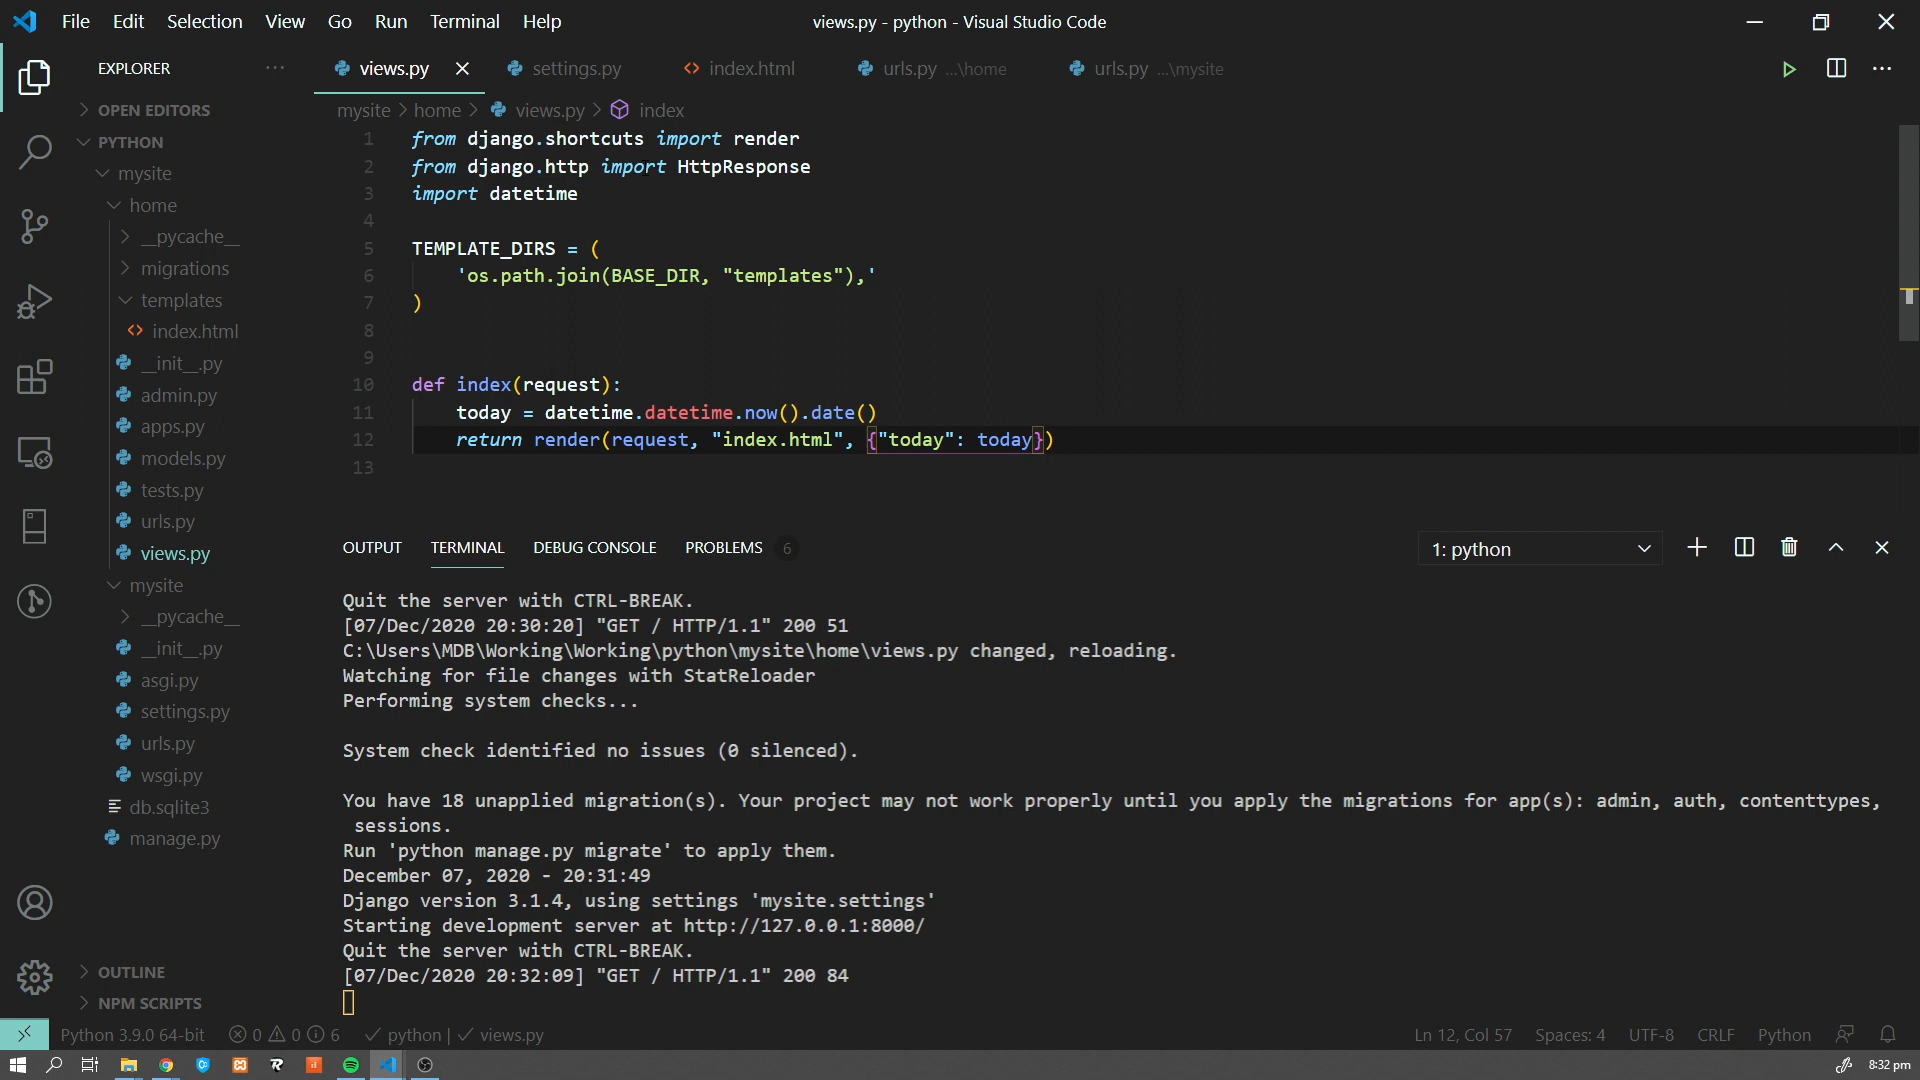 File Edit Selection View Go Run Terminal Help
views.py - python - Visual Studio Code
EXPLORER
views.py
settings.py
index.html
urls.py ...\home
urls.py ...\mysite
OPEN EDITORS
PYTHON
mysite
home
__pycache__
migrations
templates
index.html
__init__.py
admin.py
apps.py
models.py
tests.py
urls.py
views.py
mysite
__pycache__
__init__.py
asgi.py
settings.py
urls.py
wsgi.py
db.sqlite3
manage.py
OUTLINE
NPM SCRIPTS
mysite > home > views.py > index
1 from django.shortcuts import render
2 from django.http import HttpResponse
3 import datetime
4
5 TEMPLATE_DIRS = (
6 'os.path.join(BASE_DIR, "templates"),'
7 )
8
9
10 def index(request):
11 today = datetime.datetime.now().date()
12 return render(request, "index.html", {"today": today})
13
OUTPUT TERMINAL DEBUG CONSOLE PROBLEMS 6
1: python
Quit the server with CTRL-BREAK.
[07/Dec/2020 20:30:20] "GET / HTTP/1.1" 200 51
C:\Users\MDB\Working\Working\python\mysite\home\views.py changed, reloading.
Watching for file changes with StatReloader
Performing system checks...
System check identified no issues (0 silenced).
You have 18 unapplied migration(s). Your project may not work properly until you apply the migrations for app(s): admin, auth, contenttypes,
sessions.
Run 'python manage.py migrate' to apply them.
December 07, 2020 - 20:31:49
Django version 3.1.4, using settings 'mysite.settings'
Starting development server at http://127.0.0.1:8000/
Quit the server with CTRL-BREAK.
[07/Dec/2020 20:32:09] "GET / HTTP/1.1" 200 84
Python 3.9.0 64-bit 0 0 6 python | views.py
Ln 12, Col 57 Spaces: 4 UTF-8 CRLF Python
8:32 pm